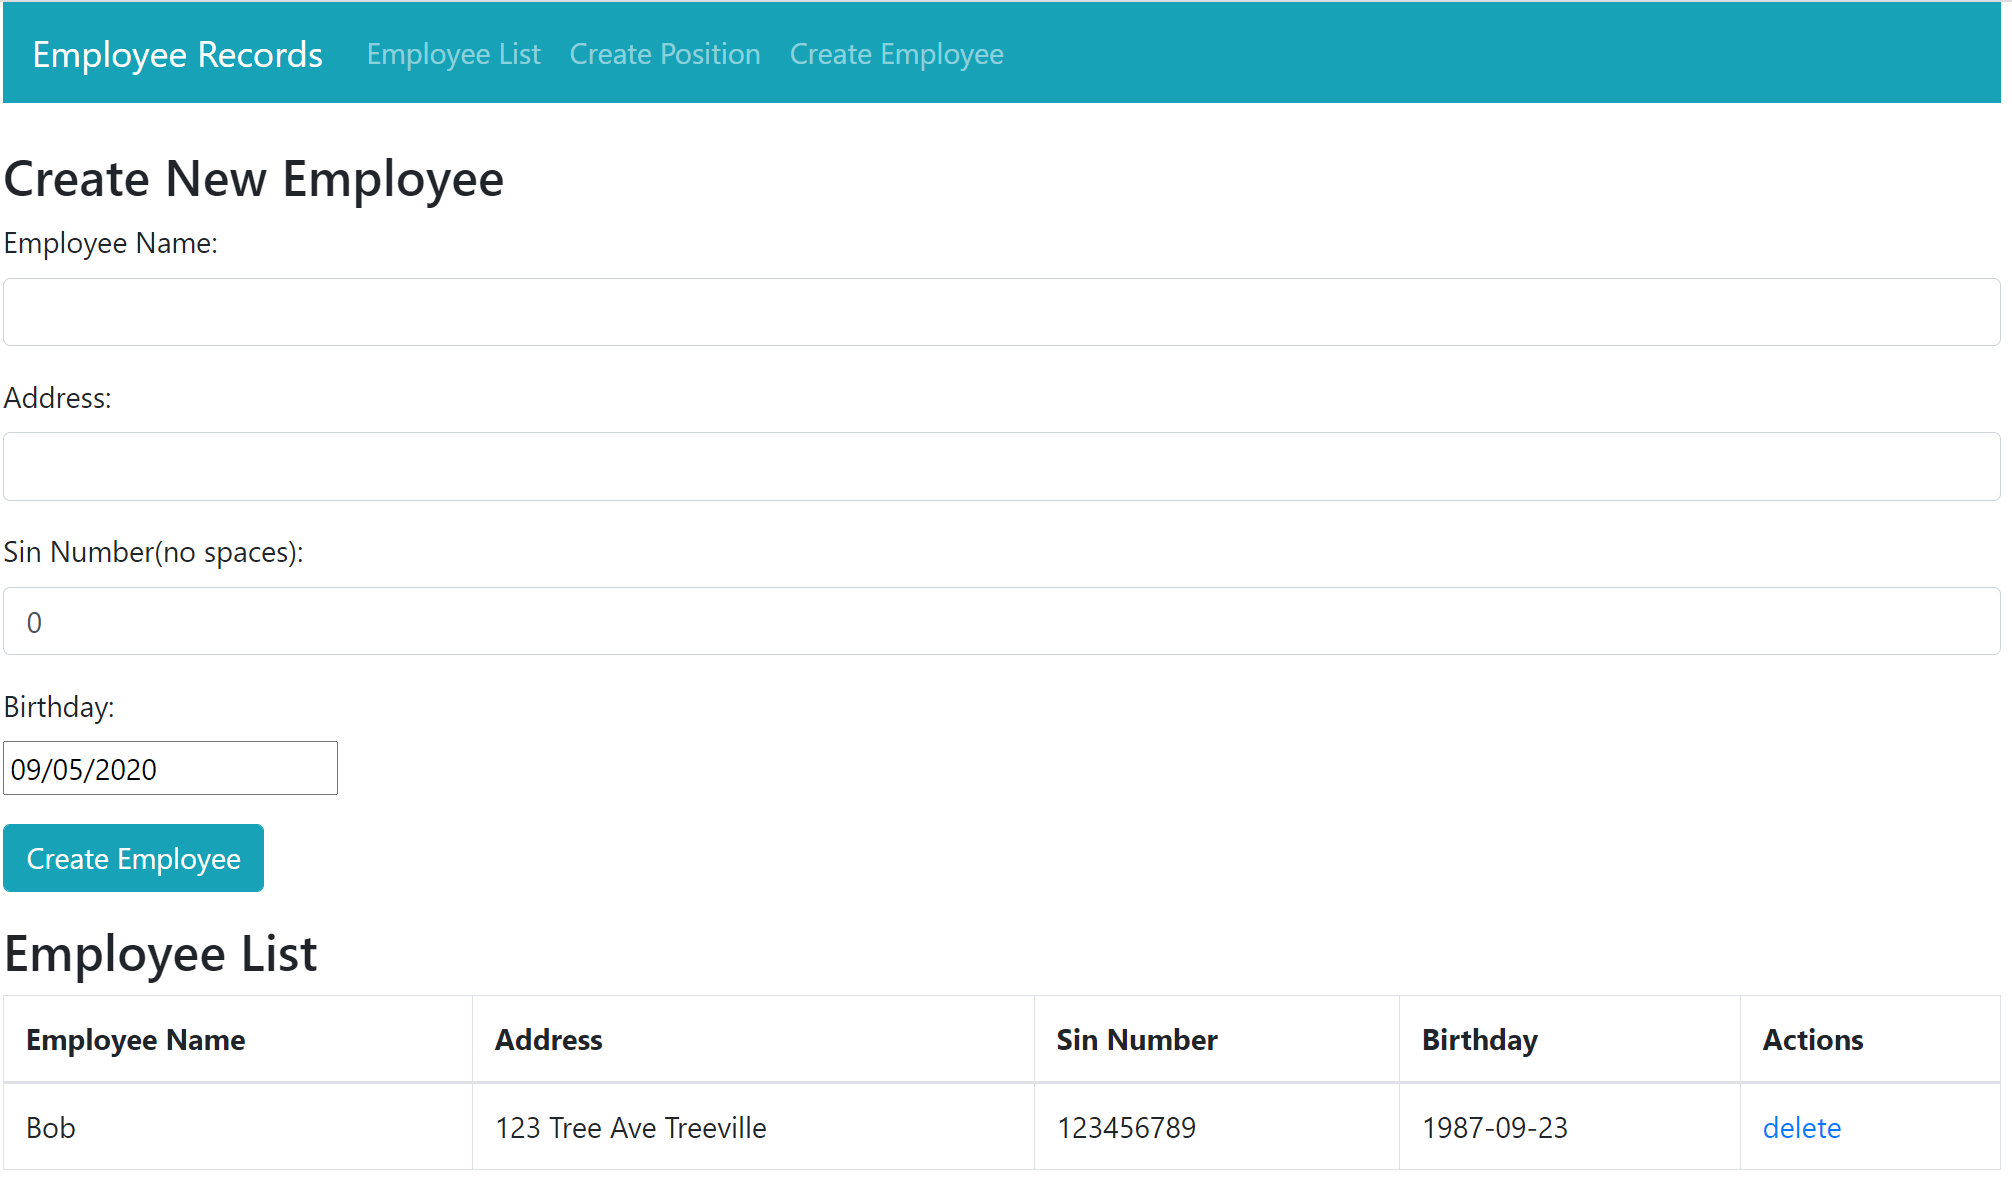 Employee Records Employee List Create Position Create Employee
Create New Employee
Employee Name:
Address:
Sin Number(no spaces):
0
Birthday:
09/05/2020
Create Employee
Employee List
Employee Name Address Sin Number Birthday Actions
Bob 123 Tree Ave Treeville 123456789 1987-09-23 delete